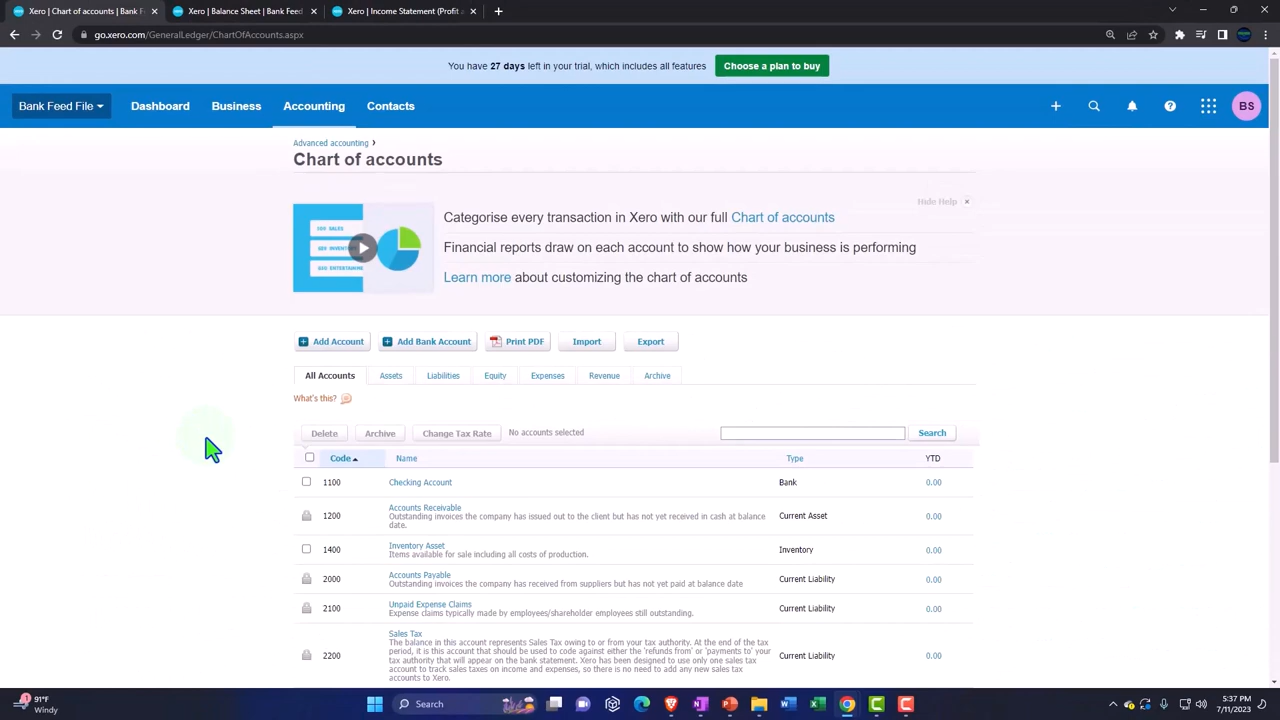 Xero | Chart of accounts | Bank F
Xero | Balance Sheet | Bank Feed
Xero | Income Statement (Profit a
go.xero.com/GeneralLedger/ChartOfAccounts.aspx
You have 27 days left in your trial, which includes all features
Choose a plan to buy
Bank Feed File
Dashboard
Business
Accounting
Contacts
BS
Advanced accounting ›
Chart of accounts
Hide Help ×
Categorise every transaction in Xero with our full Chart of accounts
Financial reports draw on each account to show how your business is performing
Learn more about customizing the chart of accounts
Add Account
Add Bank Account
Print PDF
Import
Export
All Accounts
Assets
Liabilities
Equity
Expenses
Revenue
Archive
What's this?
Delete
Archive
Change Tax Rate
No accounts selected
Search
Code Name Type YTD
1100 Checking Account Bank 0.00
Accounts Receivable
1200 Outstanding invoices the company has issued out to the client but has not yet received in cash at balance Current Asset 0.00
date.
Inventory Asset
1400 Items available for sale including all costs of production. Inventory 0.00
Accounts Payable
2000 Outstanding invoices the company has received from suppliers but has not yet paid at balance date Current Liability 0.00
Unpaid Expense Claims
2100 Expense claims typically made by employees/shareholder employees still outstanding. Current Liability 0.00
Sales Tax
The balance in this account represents Sales Tax owing to or from your tax authority. At the end of the tax
period, it is this account that should be used to code against either the 'refunds from' or 'payments to' your
2200 tax authority that will appear on the bank statement. Xero has been designed to use only one sales tax Current Liability 0.00
account to track sales taxes on income and expenses, so there is no need to add any new sales tax
accounts to Xero.
91°F
Windy
Search
5:37 PM
7/11/2023